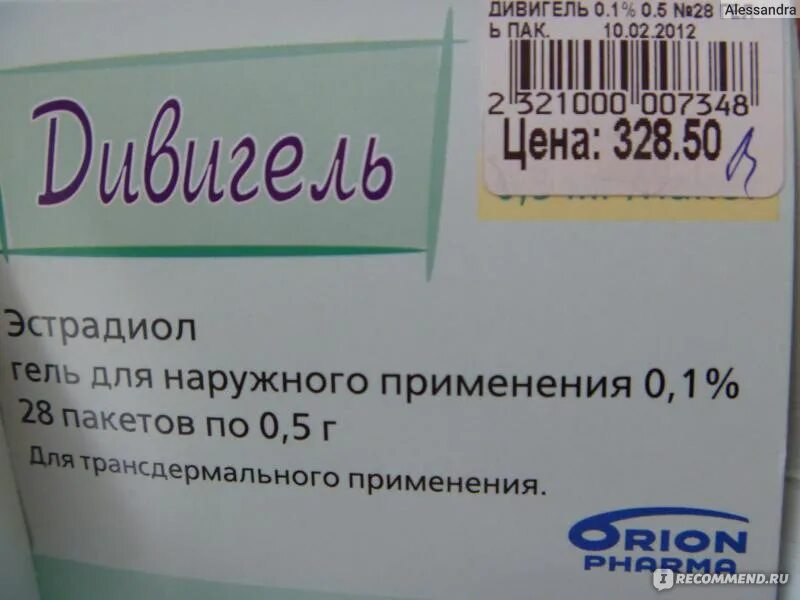 Alessandra
ДИВИГЕЛЬ 0.1% 0.5 №28
Ь ПАК. 10.02.2012
2 321000 007348
Цена: 328.50
Дивигель
Эстрадиол
гель для наружного применения 0,1%
28 пакетов по 0,5 г
Для трансдермального применения.
ORION
PHARMA
IRECOMMEND.RU